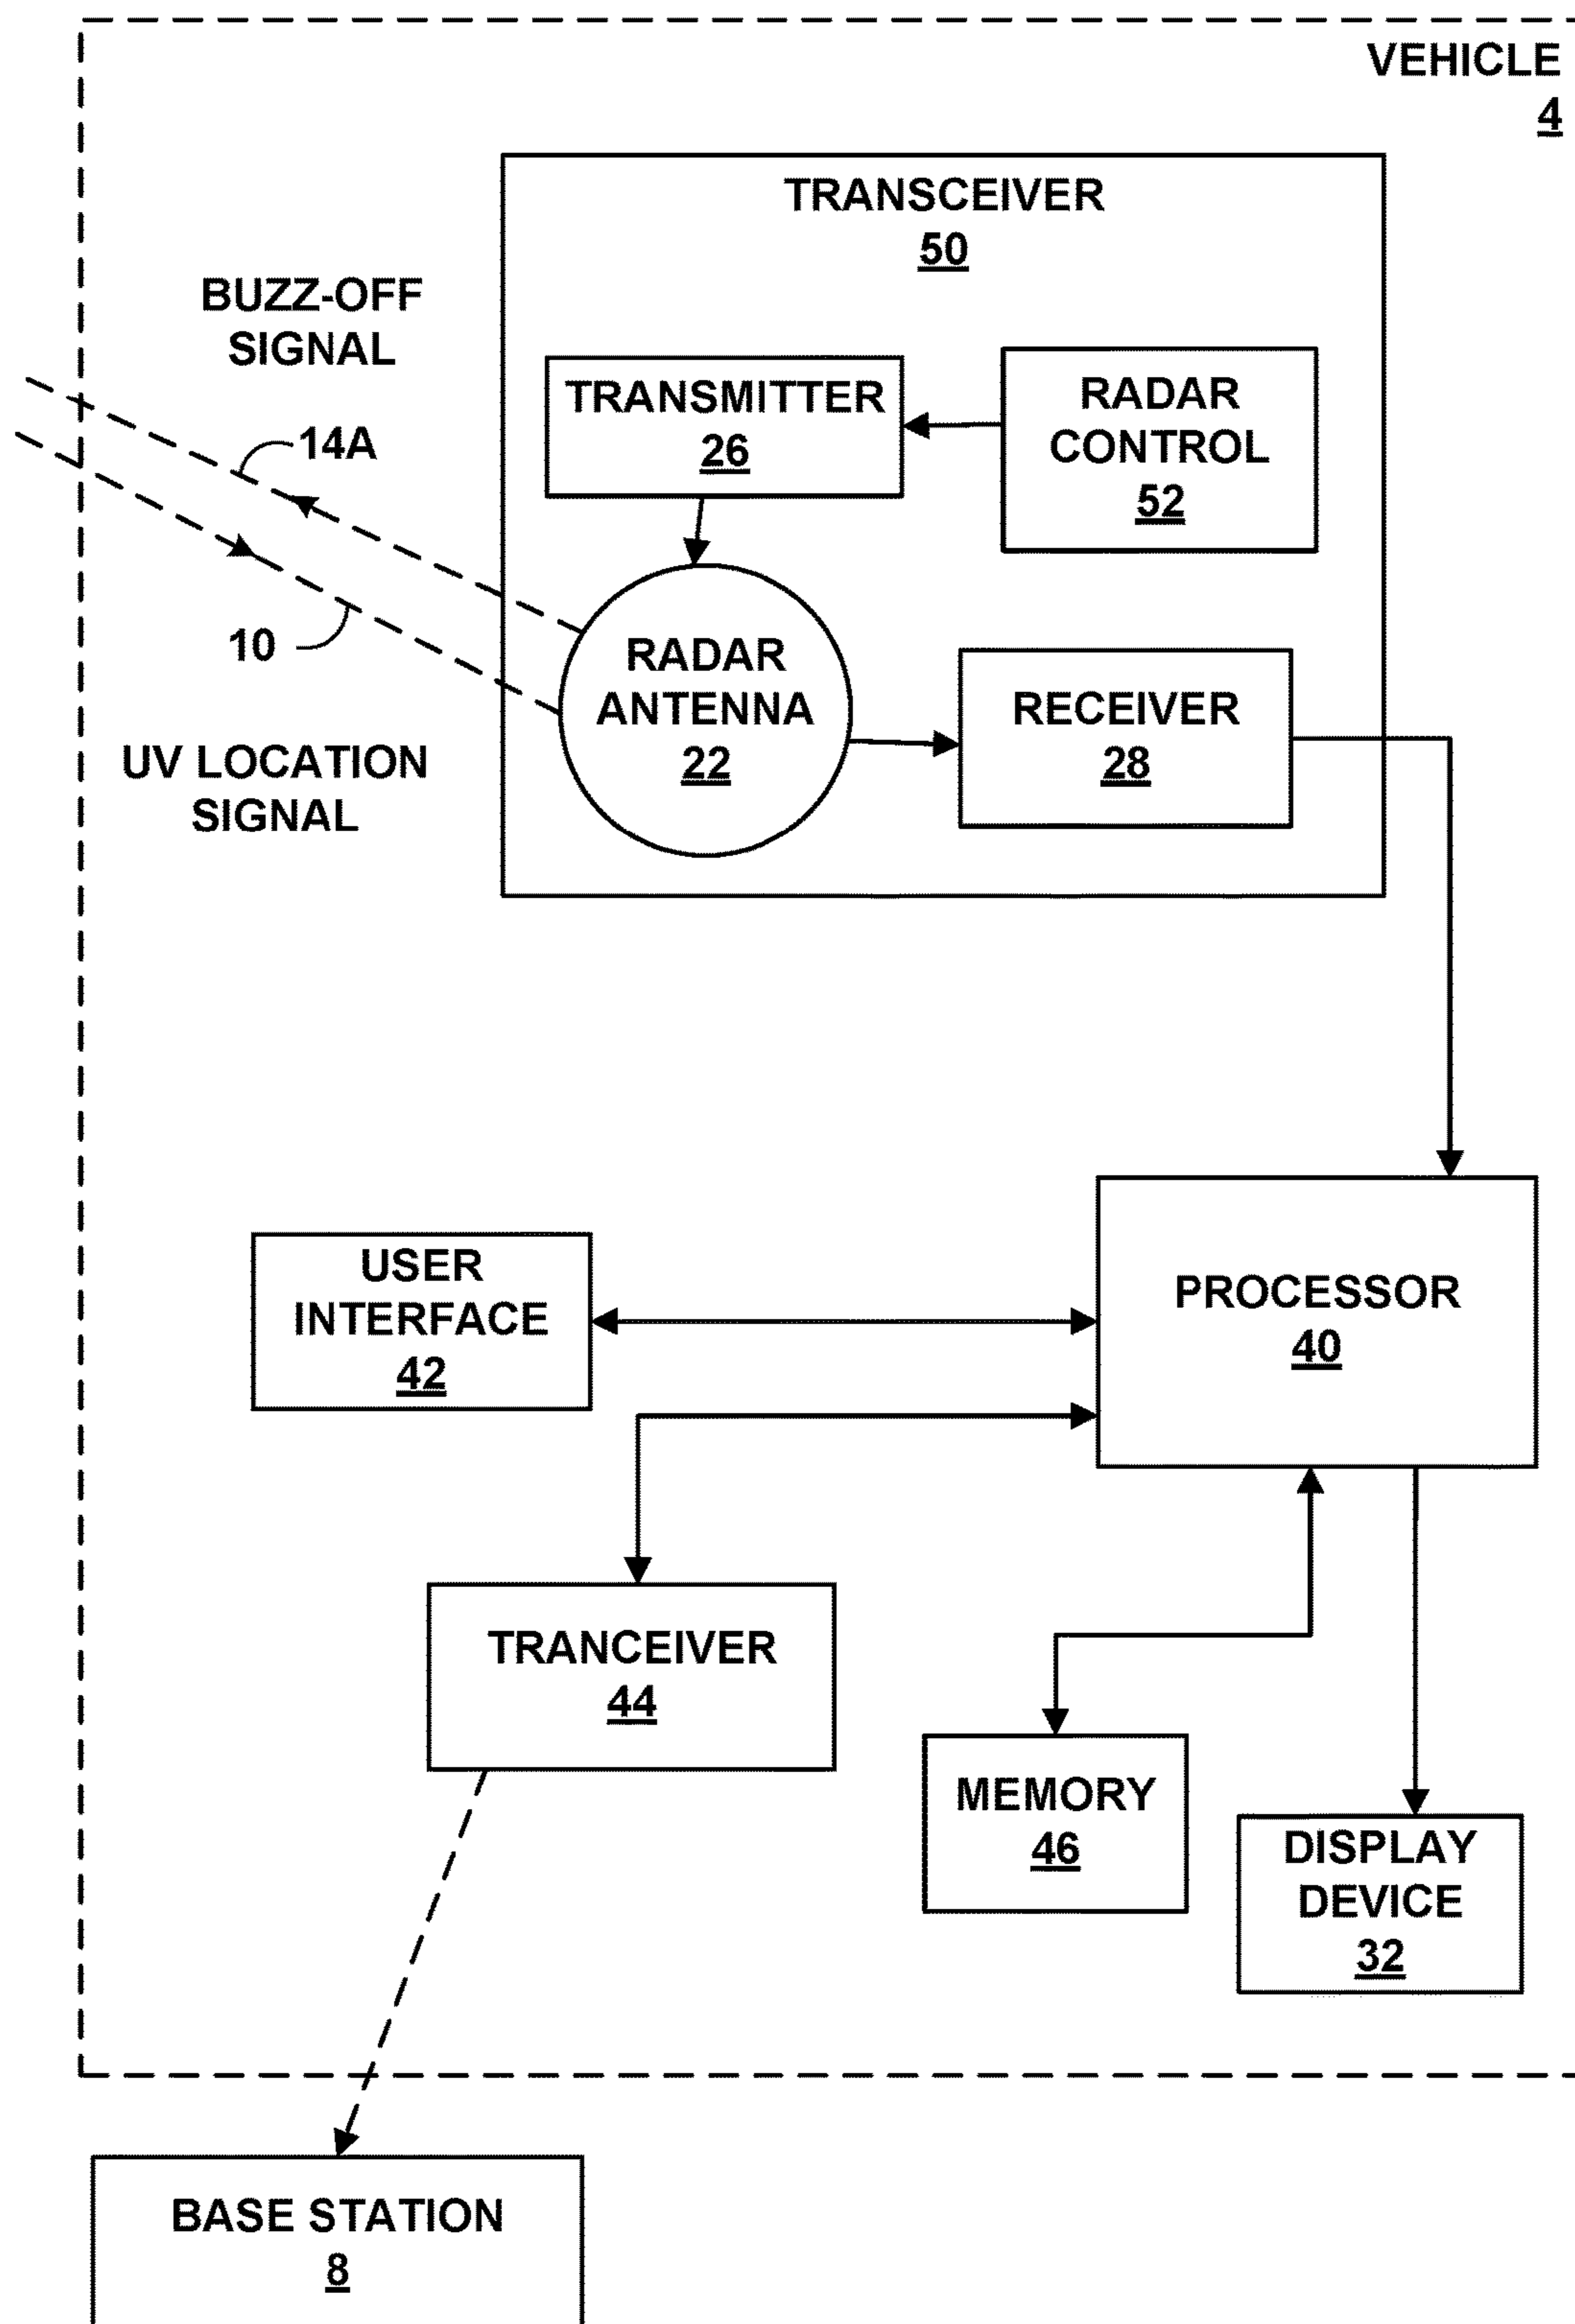 VEHICLE
4
TRANSCEIVER
50
BUZZ-OFF
SIGNAL
14A
TRANSMITTER
26
RADAR
CONTROL
52
10
RADAR
ANTENNA
22
RECEIVER
28
UV LOCATION
SIGNAL
USER
INTERFACE
42
PROCESSOR
40
TRANCEIVER
44
MEMORY
46
DISPLAY
DEVICE
32
BASE STATION
8